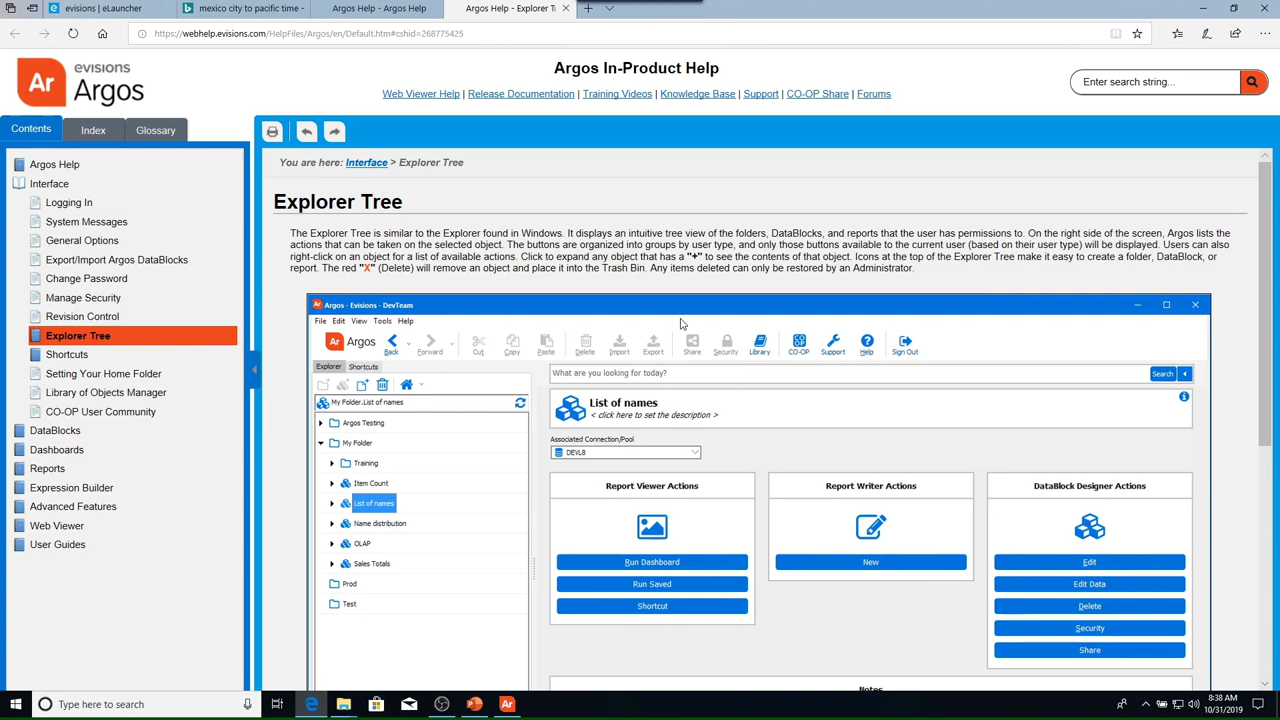 evisions | eLauncher
mexico city to pacific time -
Argos Help - Argos Help
Argos Help - Explorer T
https://webhelp.evisions.com/HelpFiles/Argos/en/Default.htm#cshid=268775425
Ar evisions Argos
Argos In-Product Help
Web Viewer Help | Release Documentation | Training Videos | Knowledge Base | Support | CO-OP Share | Forums
Enter search string...
Contents Index Glossary
Argos Help
Interface
Logging In
System Messages
General Options
Export/Import Argos DataBlocks
Change Password
Manage Security
Revision Control
Explorer Tree
Shortcuts
Setting Your Home Folder
Library of Objects Manager
CO-OP User Community
DataBlocks
Dashboards
Reports
Expression Builder
Advanced Features
Web Viewer
User Guides
You are here: Interface > Explorer Tree
Explorer Tree
The Explorer Tree is similar to the Explorer found in Windows. It displays an intuitive tree view of the folders, DataBlocks, and reports that the user has permissions to. On the right side of the screen, Argos lists the
actions that can be taken on the selected object. The buttons are organized into groups by user type, and only those buttons available to the current user (based on their user type) will be displayed. Users can also
right-click on an object for a list of available actions. Click to expand any object that has a "+" to see the contents of that object. Icons at the top of the Explorer Tree make it easy to create a folder, DataBlock, or
report. The red "X" (Delete) will remove an object and place it into the Trash Bin. Any items deleted can only be restored by an Administrator.
Argos - Evisions - DevTeam
File Edit View Tools Help
Ar Argos Back Forward Cut Copy Paste Delete Import Export Share Security Library CO-OP Support Help Sign Out
Explorer Shortcuts
My Folder.List of names
Argos Testing
My Folder
Training
Item Count
List of names
Name distribution
OLAP
Sales Totals
Prod
Test
What are you looking for today?
Search
List of names
< click here to set the description >
Associated Connection/Pool
DEVL8
Report Viewer Actions
Run Dashboard
Run Saved
Shortcut
Report Writer Actions
New
DataBlock Designer Actions
Edit
Edit Data
Delete
Security
Share
Notes
Type here to search
Ar
8:38 AM
10/31/2019